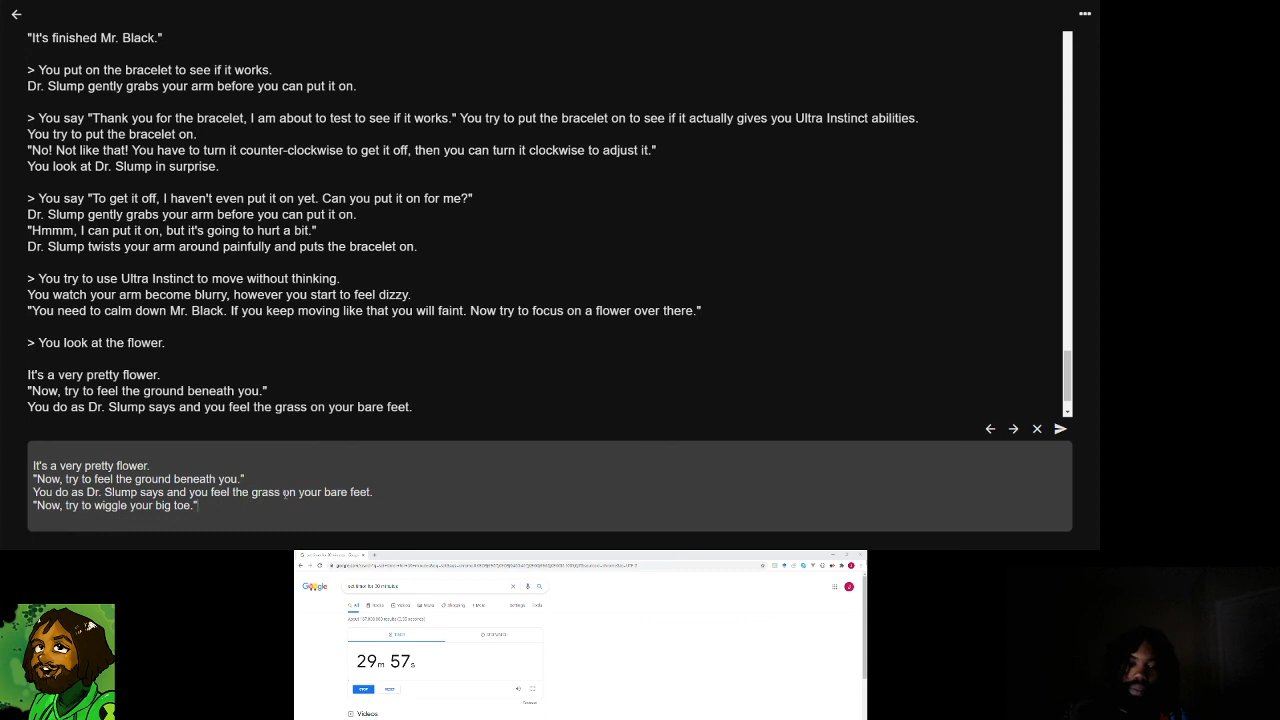 "It's finished Mr. Black."
> You put on the bracelet to see if it works.
Dr. Slump gently grabs your arm before you can put it on.
> You say "Thank you for the bracelet, I am about to test to see if it works." You try to put the bracelet on to see if it actually gives you Ultra Instinct abilities.
You try to put the bracelet on.
"No! Not like that! You have to turn it counter-clockwise to get it off, then you can turn it clockwise to adjust it."
You look at Dr. Slump in surprise.
> You say "To get it off, I haven't even put it on yet. Can you put it on for me?"
Dr. Slump gently grabs your arm before you can put it on.
"Hmmm, I can put it on, but it's going to hurt a bit."
Dr. Slump twists your arm around painfully and puts the bracelet on.
> You try to use Ultra Instinct to move without thinking.
You watch your arm become blurry, however you start to feel dizzy.
"You need to calm down Mr. Black. If you keep moving like that you will faint. Now try to focus on a flower over there."
> You look at the flower.
It's a very pretty flower.
"Now, try to feel the ground beneath you."
You do as Dr. Slump says and you feel the grass on your bare feet.
It's a very pretty flower.
"Now, try to feel the ground beneath you."
You do as Dr. Slump says and you feel the grass on your bare feet.
"Now, try to wiggle your big toe."
Google
set timer for 30 minutes
All
Videos
Shopping
More
Settings
Tools
29m 57s
STOP
RESET
Videos